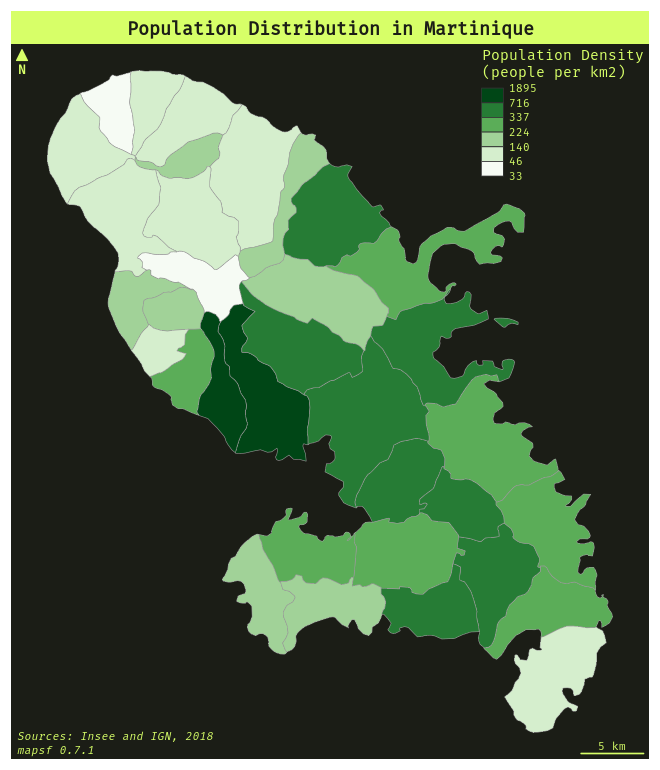 Population Distribution in Martinique
N
Population Density
(people per km2)
1895
716
337
224
140
46
33
Sources: Insee and IGN, 2018
mapsf 0.7.1
5 km